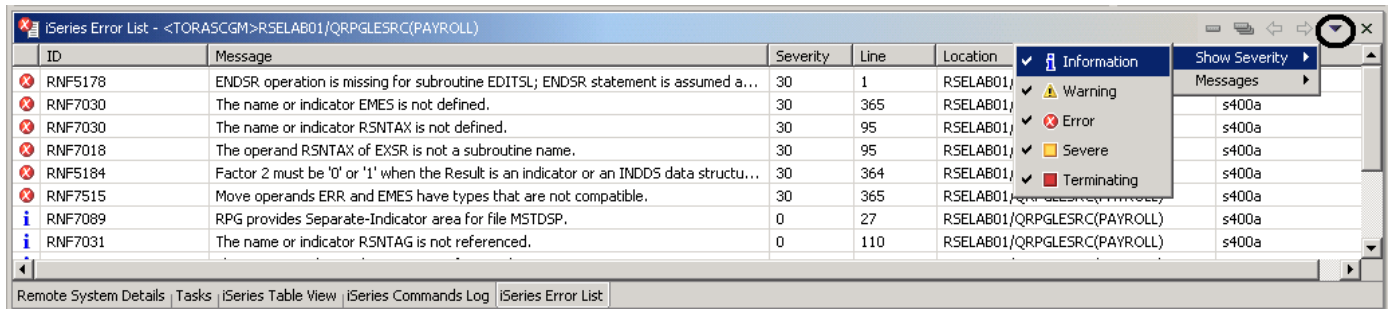 iSeries Error List - <TORASCGM>RSELAB01/QRPGLESRC(PAYROLL)
ID Message Severity Line Location
Show Severity
Messages
Information
Warning
Error
Severe
Terminating
RNF5178 ENDSR operation is missing for subroutine EDITSL; ENDSR statement is assumed a... 30 1 RSELAB01/
RNF7030 The name or indicator EMES is not defined. 30 365 RSELAB01/ s400a
RNF7030 The name or indicator RSNTAX is not defined. 30 95 RSELAB01/ s400a
RNF7018 The operand RSNTAX of EXSR is not a subroutine name. 30 95 RSELAB01/ s400a
RNF5184 Factor 2 must be '0' or '1' when the Result is an indicator or an INDDS data structu... 30 364 RSELAB01/ s400a
RNF7515 Move operands ERR and EMES have types that are not compatible. 30 365 RSELAB01/QRPGLESRC(PAYROLL) s400a
RNF7089 RPG provides Separate-Indicator area for file MSTDSP. 0 27 RSELAB01/QRPGLESRC(PAYROLL) s400a
RNF7031 The name or indicator RSNTAG is not referenced. 0 110 RSELAB01/QRPGLESRC(PAYROLL) s400a
Remote System Details Tasks iSeries Table View iSeries Commands Log iSeries Error List